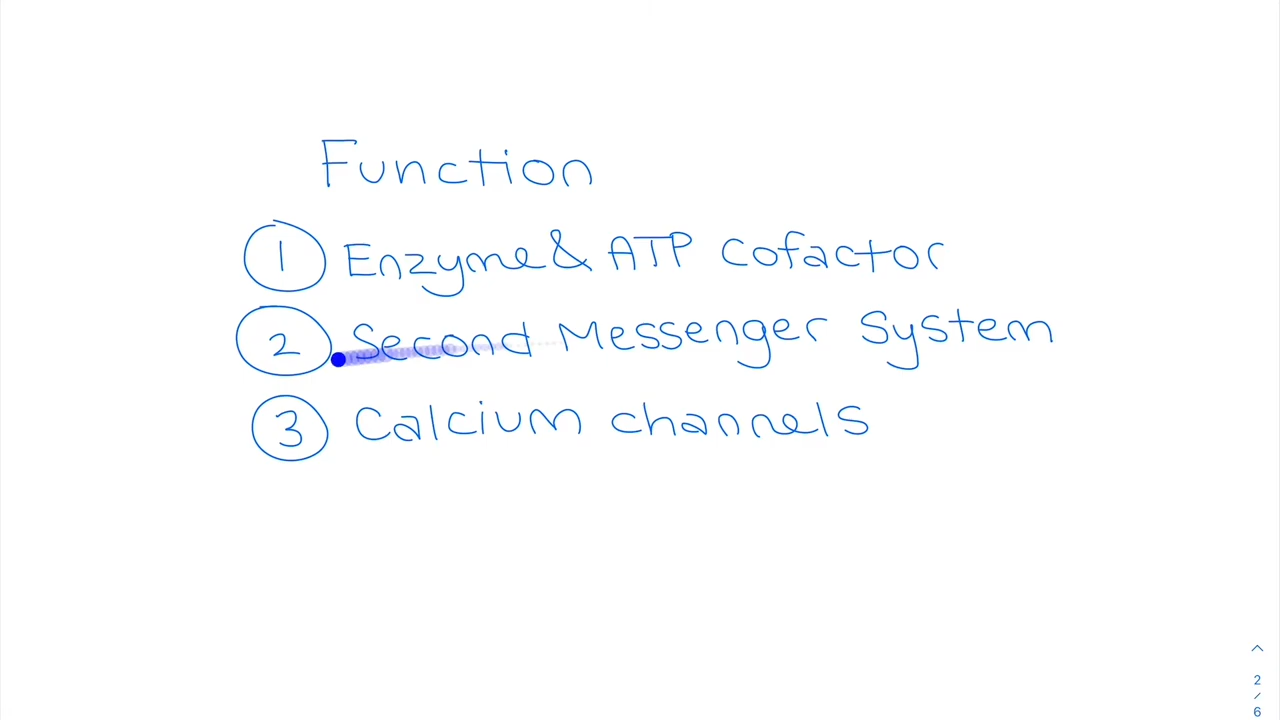 Function
1 Enzyme & ATP cofactor
2 Second Messenger System
3 Calcium channels
2
/
6